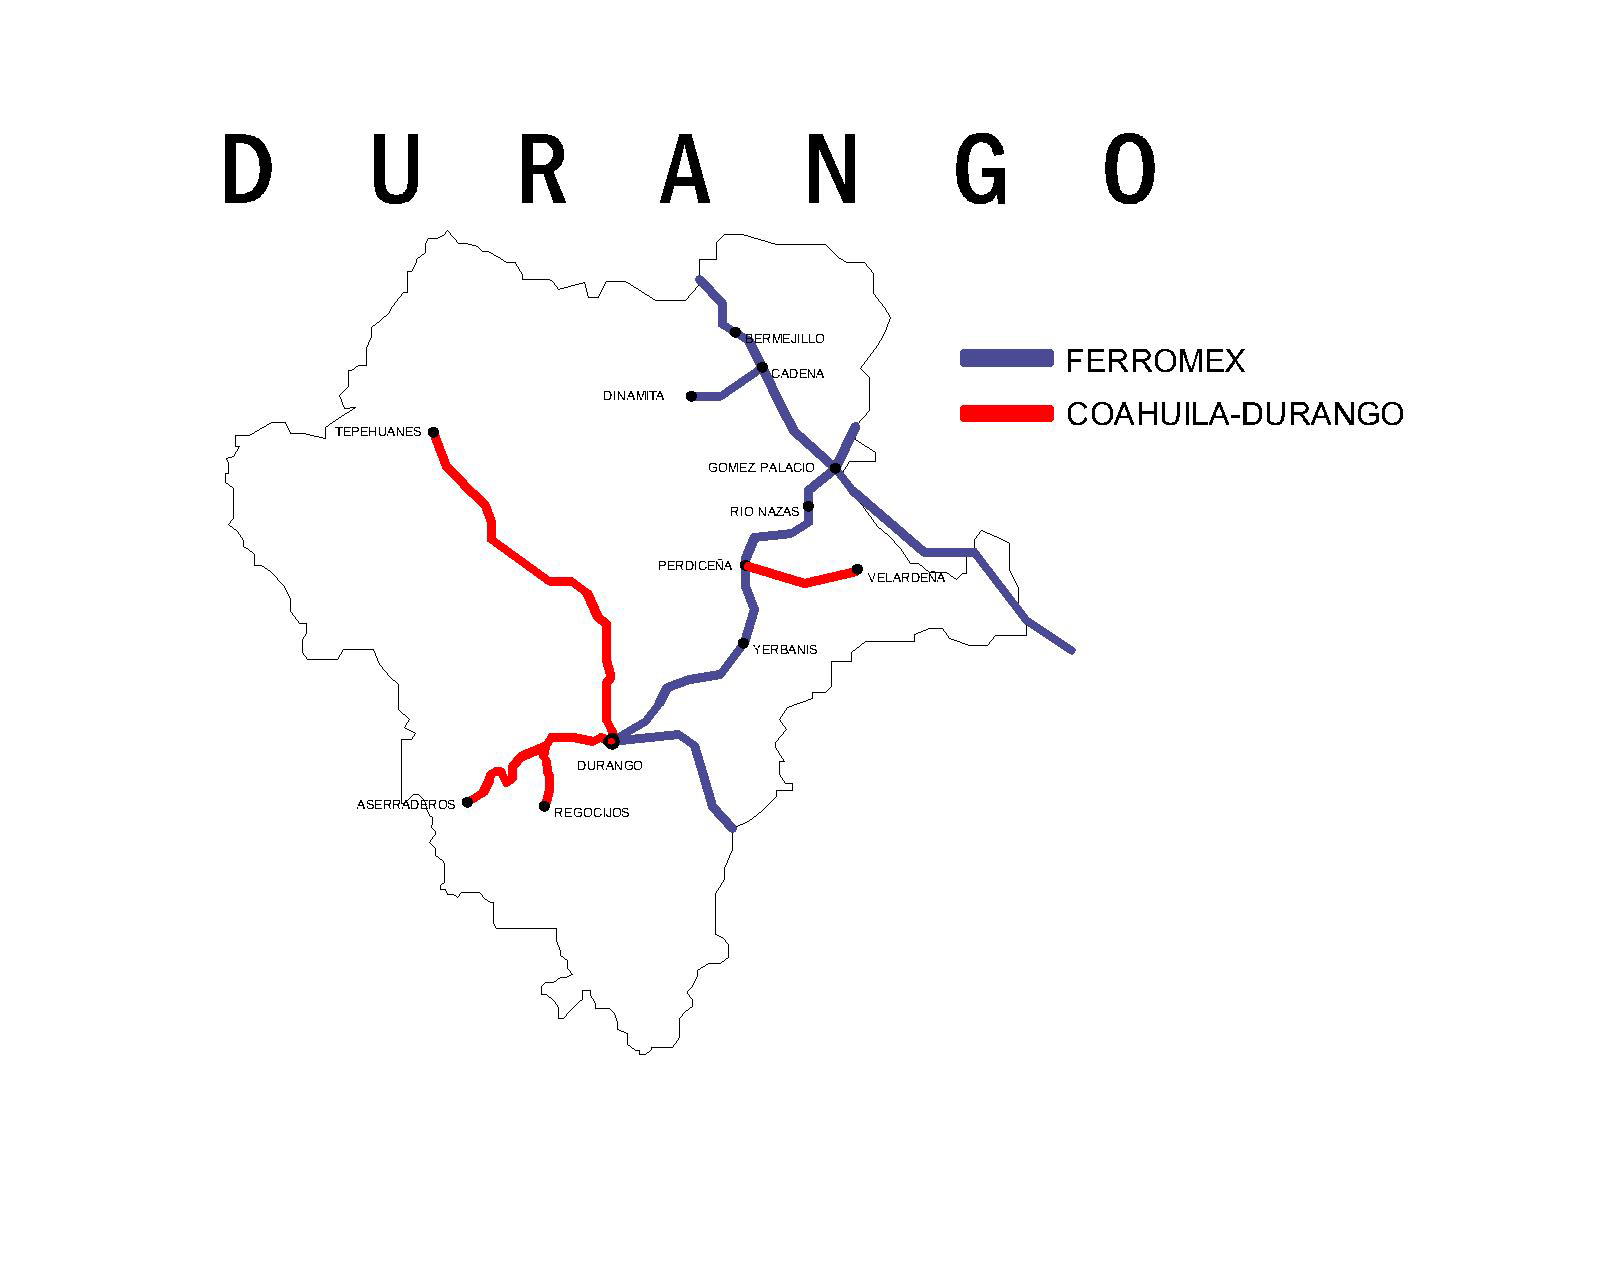 DURANGO
BERMEJILLO
FERROMEX
CADENA
DINAMITA
COAHUILA-DURANGO
TEPEHUANES
GOMEZ PALACIO
RIO NAZAS
PERDICEÑA
VELARDEÑA
YERBANIS
DURANGO
ASERRADEROS
REGOCIJOS